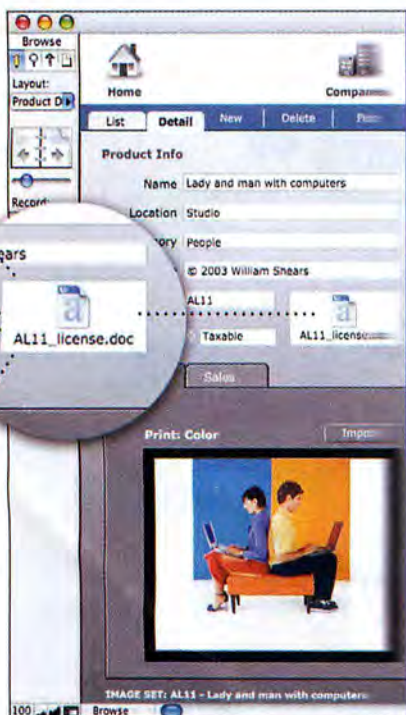 Browse
Layout:
Product D
Home
List Detail New Delete
Product Info
Name Lady and man with computers
Record:
Location Studio
People
© 2003 William Shears
AL11
AL11_license.doc
Taxable
AL11_license
Sales
Print: Color
IMAGE SET: AL11 - Lady and man with computers
100 Browse